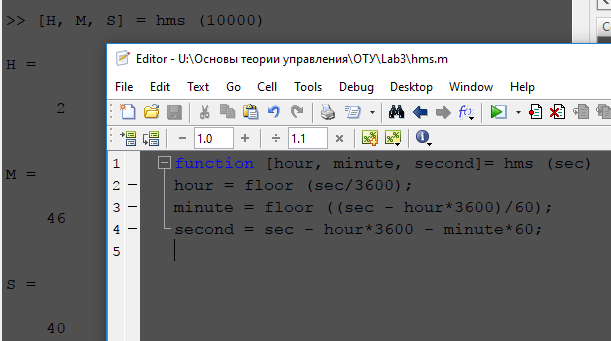 >> [H, M, S] = hms (10000)
H =
2
M =
46
S =
40
Editor - U:\Основы теории управления\ОТУ\Lab3\hms.m
File Edit Text Go Cell Tools Debug Desktop Window Help
− 1.0 + ÷ 1.1 ×
1 function [hour, minute, second]= hms (sec)
2 – hour = floor (sec/3600);
3 – minute = floor ((sec - hour*3600)/60);
4 – second = sec - hour*3600 - minute*60;
5